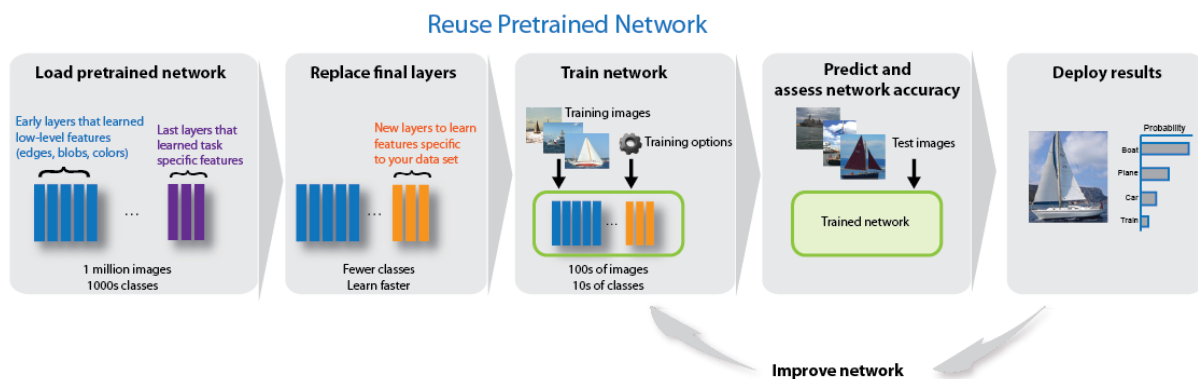 Reuse Pretrained Network
Load pretrained network
Early layers that learned
low-level features
(edges, blobs, colors)
Last layers that
learned task
specific features
...
1 million images
1000s classes
Replace final layers
New layers to learn
features specific
to your data set
...
Fewer classes
Learn faster
Train network
Training images
Training options
...
100s of images
10s of classes
Predict and
assess network accuracy
Test images
Trained network
Deploy results
Probability
Boat
Plane
Car
Train
Improve network